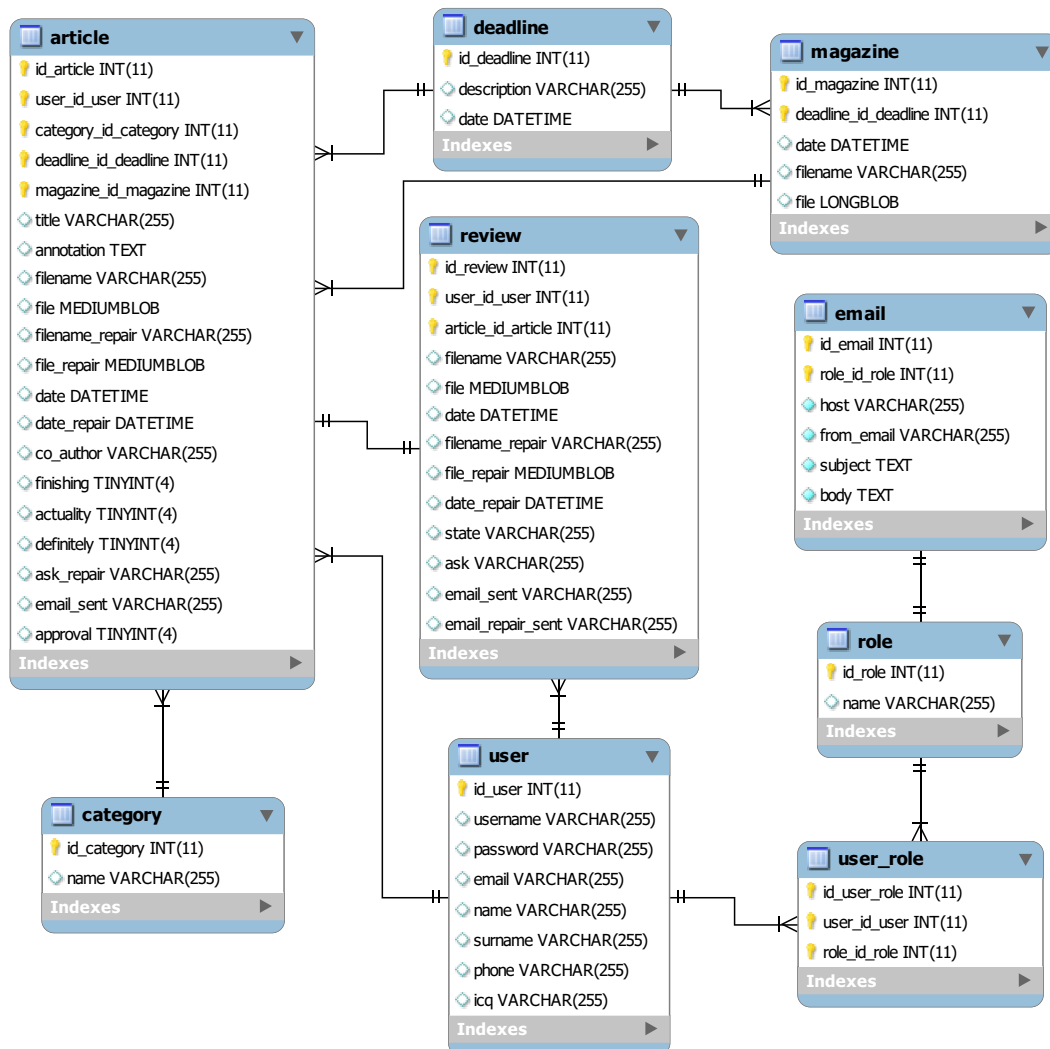 article
id_article INT(11)
user_id_user INT(11)
category_id_category INT(11)
deadline_id_deadline INT(11)
magazine_id_magazine INT(11)
title VARCHAR(255)
annotation TEXT
filename VARCHAR(255)
file MEDIUMBLOB
filename_repair VARCHAR(255)
file_repair MEDIUMBLOB
date DATETIME
date_repair DATETIME
co_author VARCHAR(255)
finishing TINYINT(4)
actuality TINYINT(4)
definitely TINYINT(4)
ask_repair VARCHAR(255)
email_sent VARCHAR(255)
approval TINYINT(4)
Indexes
deadline
id_deadline INT(11)
description VARCHAR(255)
date DATETIME
Indexes
magazine
id_magazine INT(11)
deadline_id_deadline INT(11)
date DATETIME
filename VARCHAR(255)
file LONGBLOB
Indexes
review
id_review INT(11)
user_id_user INT(11)
article_id_article INT(11)
filename VARCHAR(255)
file MEDIUMBLOB
date DATETIME
filename_repair VARCHAR(255)
file_repair MEDIUMBLOB
date_repair DATETIME
state VARCHAR(255)
ask VARCHAR(255)
email_sent VARCHAR(255)
email_repair_sent VARCHAR(255)
Indexes
email
id_email INT(11)
role_id_role INT(11)
host VARCHAR(255)
from_email VARCHAR(255)
subject TEXT
body TEXT
Indexes
role
id_role INT(11)
name VARCHAR(255)
Indexes
category
id_category INT(11)
name VARCHAR(255)
Indexes
user
id_user INT(11)
username VARCHAR(255)
password VARCHAR(255)
email VARCHAR(255)
name VARCHAR(255)
surname VARCHAR(255)
phone VARCHAR(255)
icq VARCHAR(255)
Indexes
user_role
id_user_role INT(11)
user_id_user INT(11)
role_id_role INT(11)
Indexes